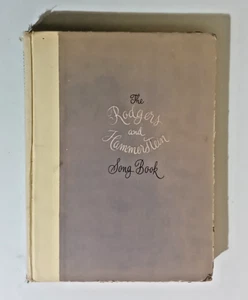 The
Rodgers
and
Hammerstein
Song Book